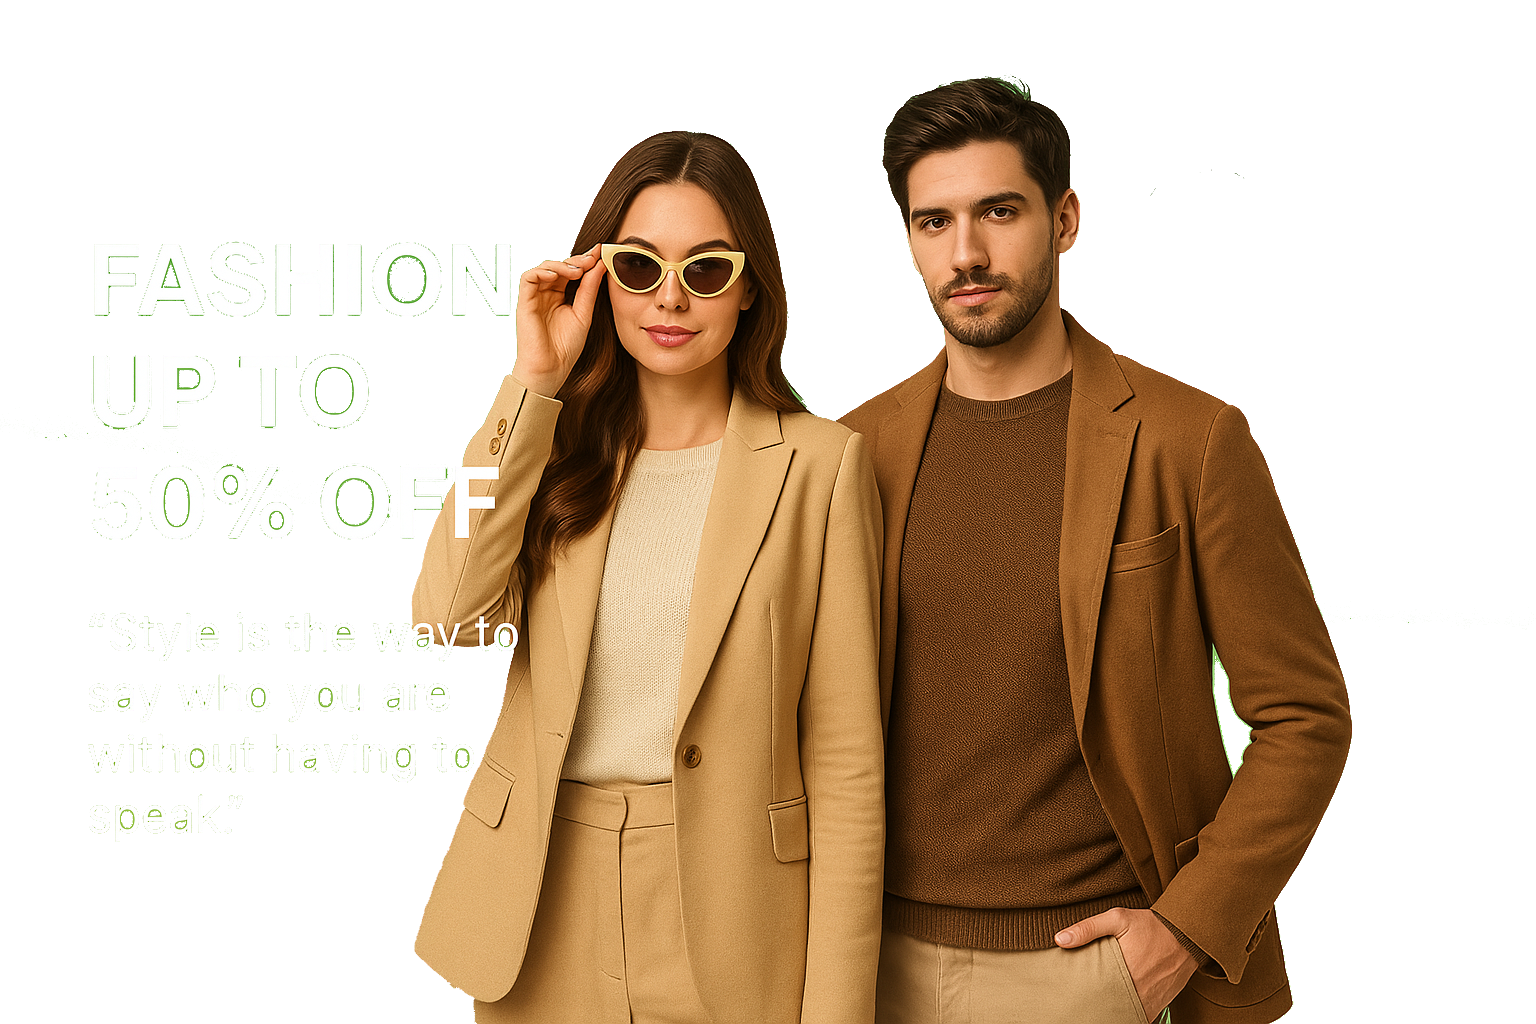 FASHION
UP TO
50% OFF
“Style is the way to
say who you are
without having to
speak.”